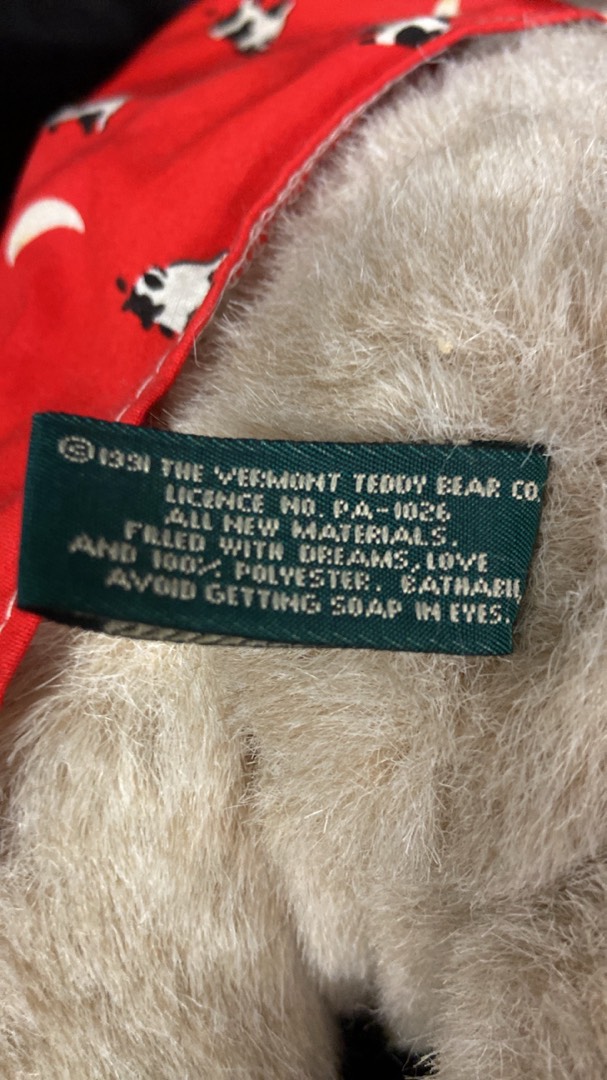 © 1991 THE VERMONT TEDDY BEAR CO.
LICENCE NO. PA-1026
ALL NEW MATERIALS.
FILLED WITH DREAMS, LOVE
AND 100% POLYESTER. BATHABL
AVOID GETTING SOAP IN EYES.